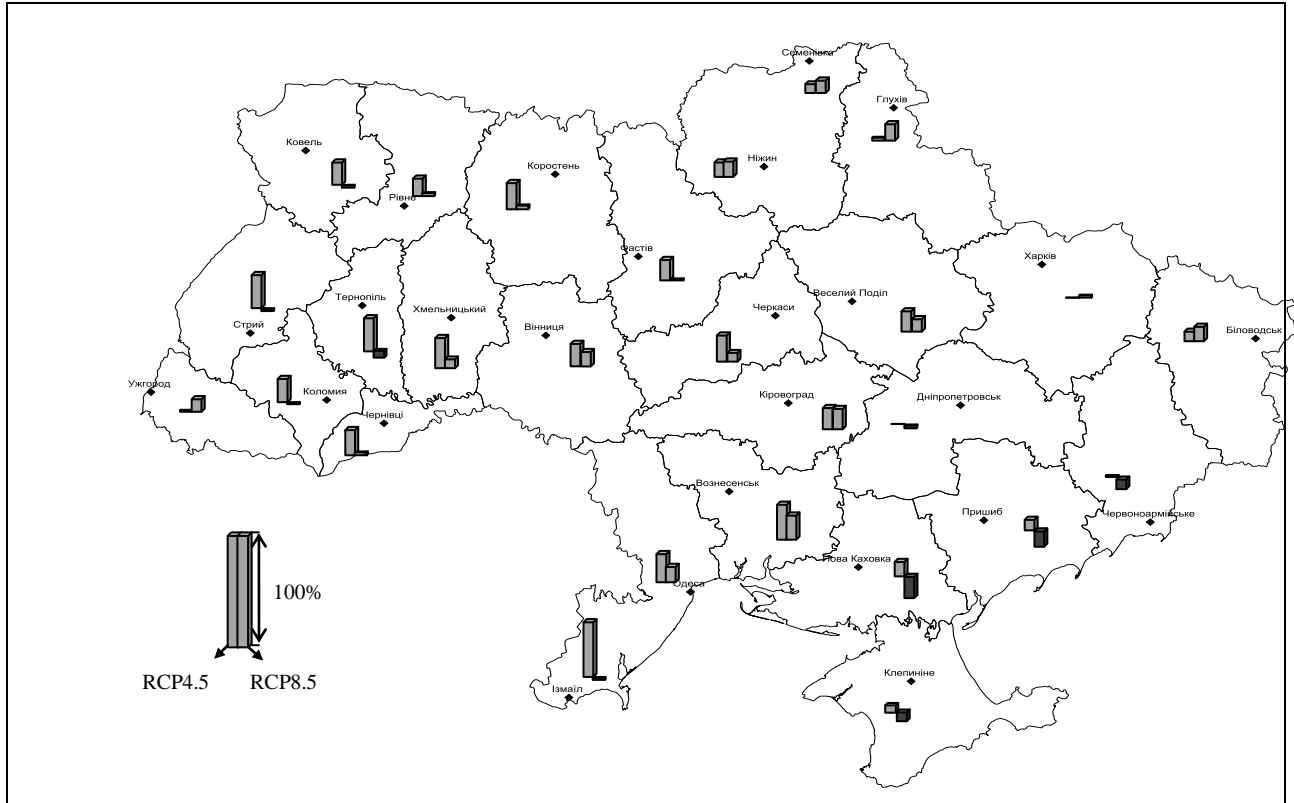 Семенівка
Глухів
Ковель
Коростень
Ніжин
Рівне
Фастів
Харків
Тернопіль
Веселий Поділ
Хмельницький
Черкаси
Стрий
Вінниця
Біловодськ
Ужгород
Коломия
Кіровоград
Дніпропетровськ
Чернівці
Вознесенськ
Пришиб
Червоноармійське
Нова Каховка
Одеса
100%
RCP4.5 RCP8.5
Клепиніне
Ізмаїл